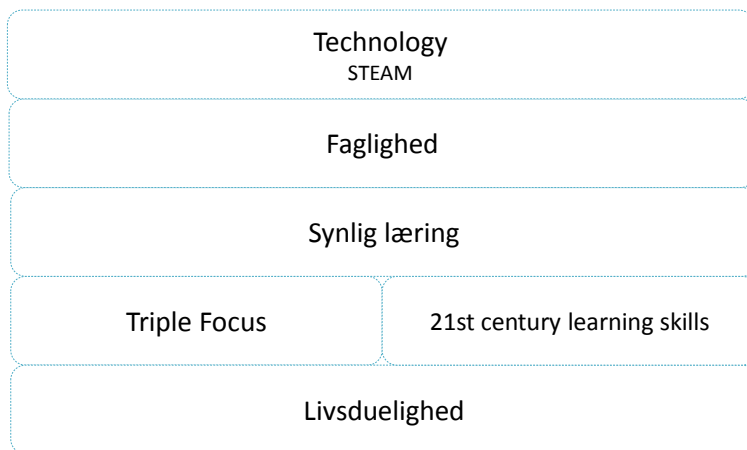 Technology
STEAM
Faglighed
Synlig læring
Triple Focus
21st century learning skills
Livsduelighed